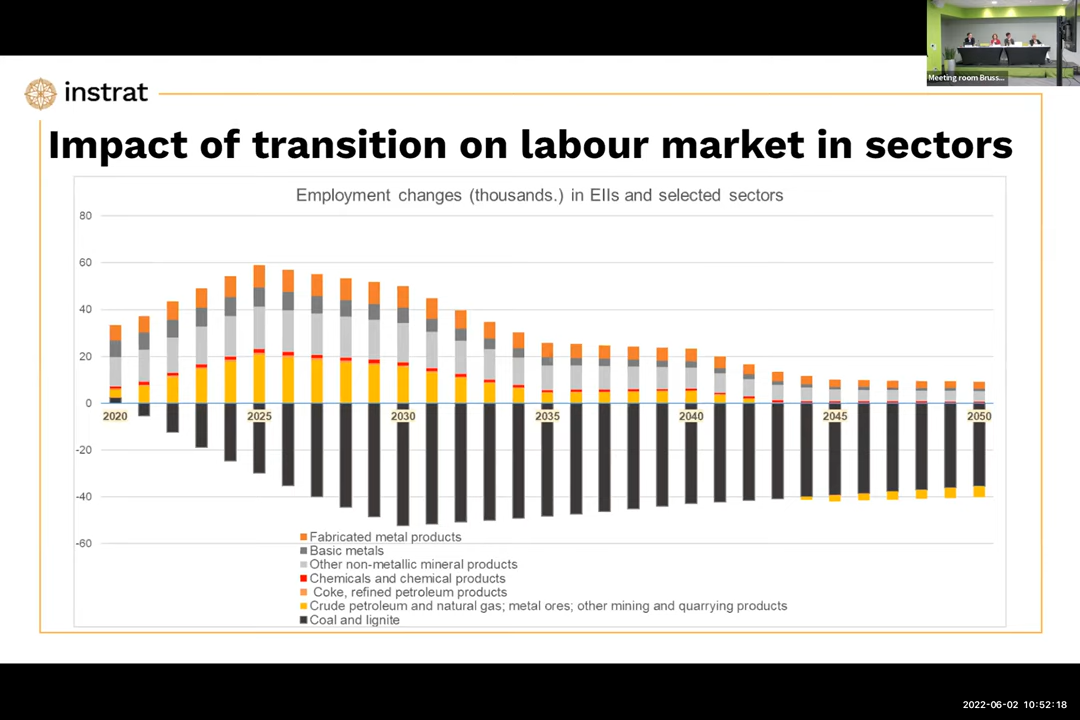 Meeting room Bruss...
instrat
Impact of transition on labour market in sectors
Employment changes (thousands.) in EIIs and selected sectors
80
60
40
20
0
-20
-40
-60
2020 2025 2030 2035 2040 2045 2050
Fabricated metal products
Basic metals
Other non-metallic mineral products
Chemicals and chemical products
Coke, refined petroleum products
Crude petroleum and natural gas; metal ores; other mining and quarrying products
Coal and lignite
2022-06-02 10:52:18